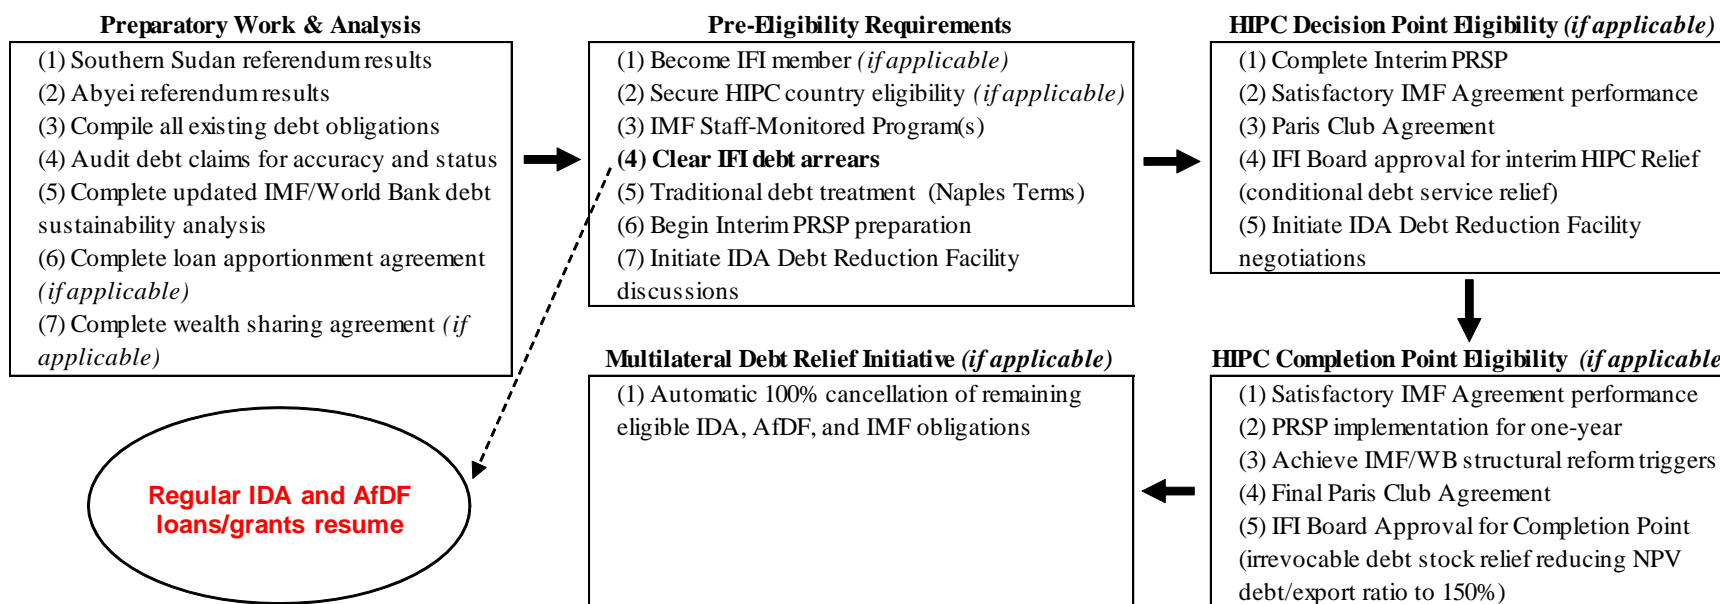 Preparatory Work & Analysis
(1) Southern Sudan referendum results
(2) Abyei referendum results
(3) Compile all existing debt obligations
(4) Audit debt claims for accuracy and status
(5) Complete updated IMF/World Bank debt
sustainability analysis
(6) Complete loan apportionment agreement
(if applicable)
(7) Complete wealth sharing agreement (if
applicable)
Pre-Eligibility Requirements
(1) Become IFI member (if applicable)
(2) Secure HIPC country eligibility (if applicable)
(3) IMF Staff-Monitored Program(s)
(4) Clear IFI debt arrears
(5) Traditional debt treatment (Naples Terms)
(6) Begin Interim PRSP preparation
(7) Initiate IDA Debt Reduction Facility
discussions
HIPC Decision Point Eligibility (if applicable)
(1) Complete Interim PRSP
(2) Satisfactory IMF Agreement performance
(3) Paris Club Agreement
(4) IFI Board approval for interim HIPC Relief
(conditional debt service relief)
(5) Initiate IDA Debt Reduction Facility
negotiations
HIPC Completion Point Eligibility (if applicable
(1) Satisfactory IMF Agreement performance
(2) PRSP implementation for one-year
(3) Achieve IMF/WB structural reform triggers
(4) Final Paris Club Agreement
(5) IFI Board Approval for Completion Point
(irrevocable debt stock relief reducing NPV
debt/export ratio to 150%)
Multilateral Debt Relief Initiative (if applicable)
(1) Automatic 100% cancellation of remaining
eligible IDA, AfDF, and IMF obligations
Regular IDA and AfDF
loans/grants resume